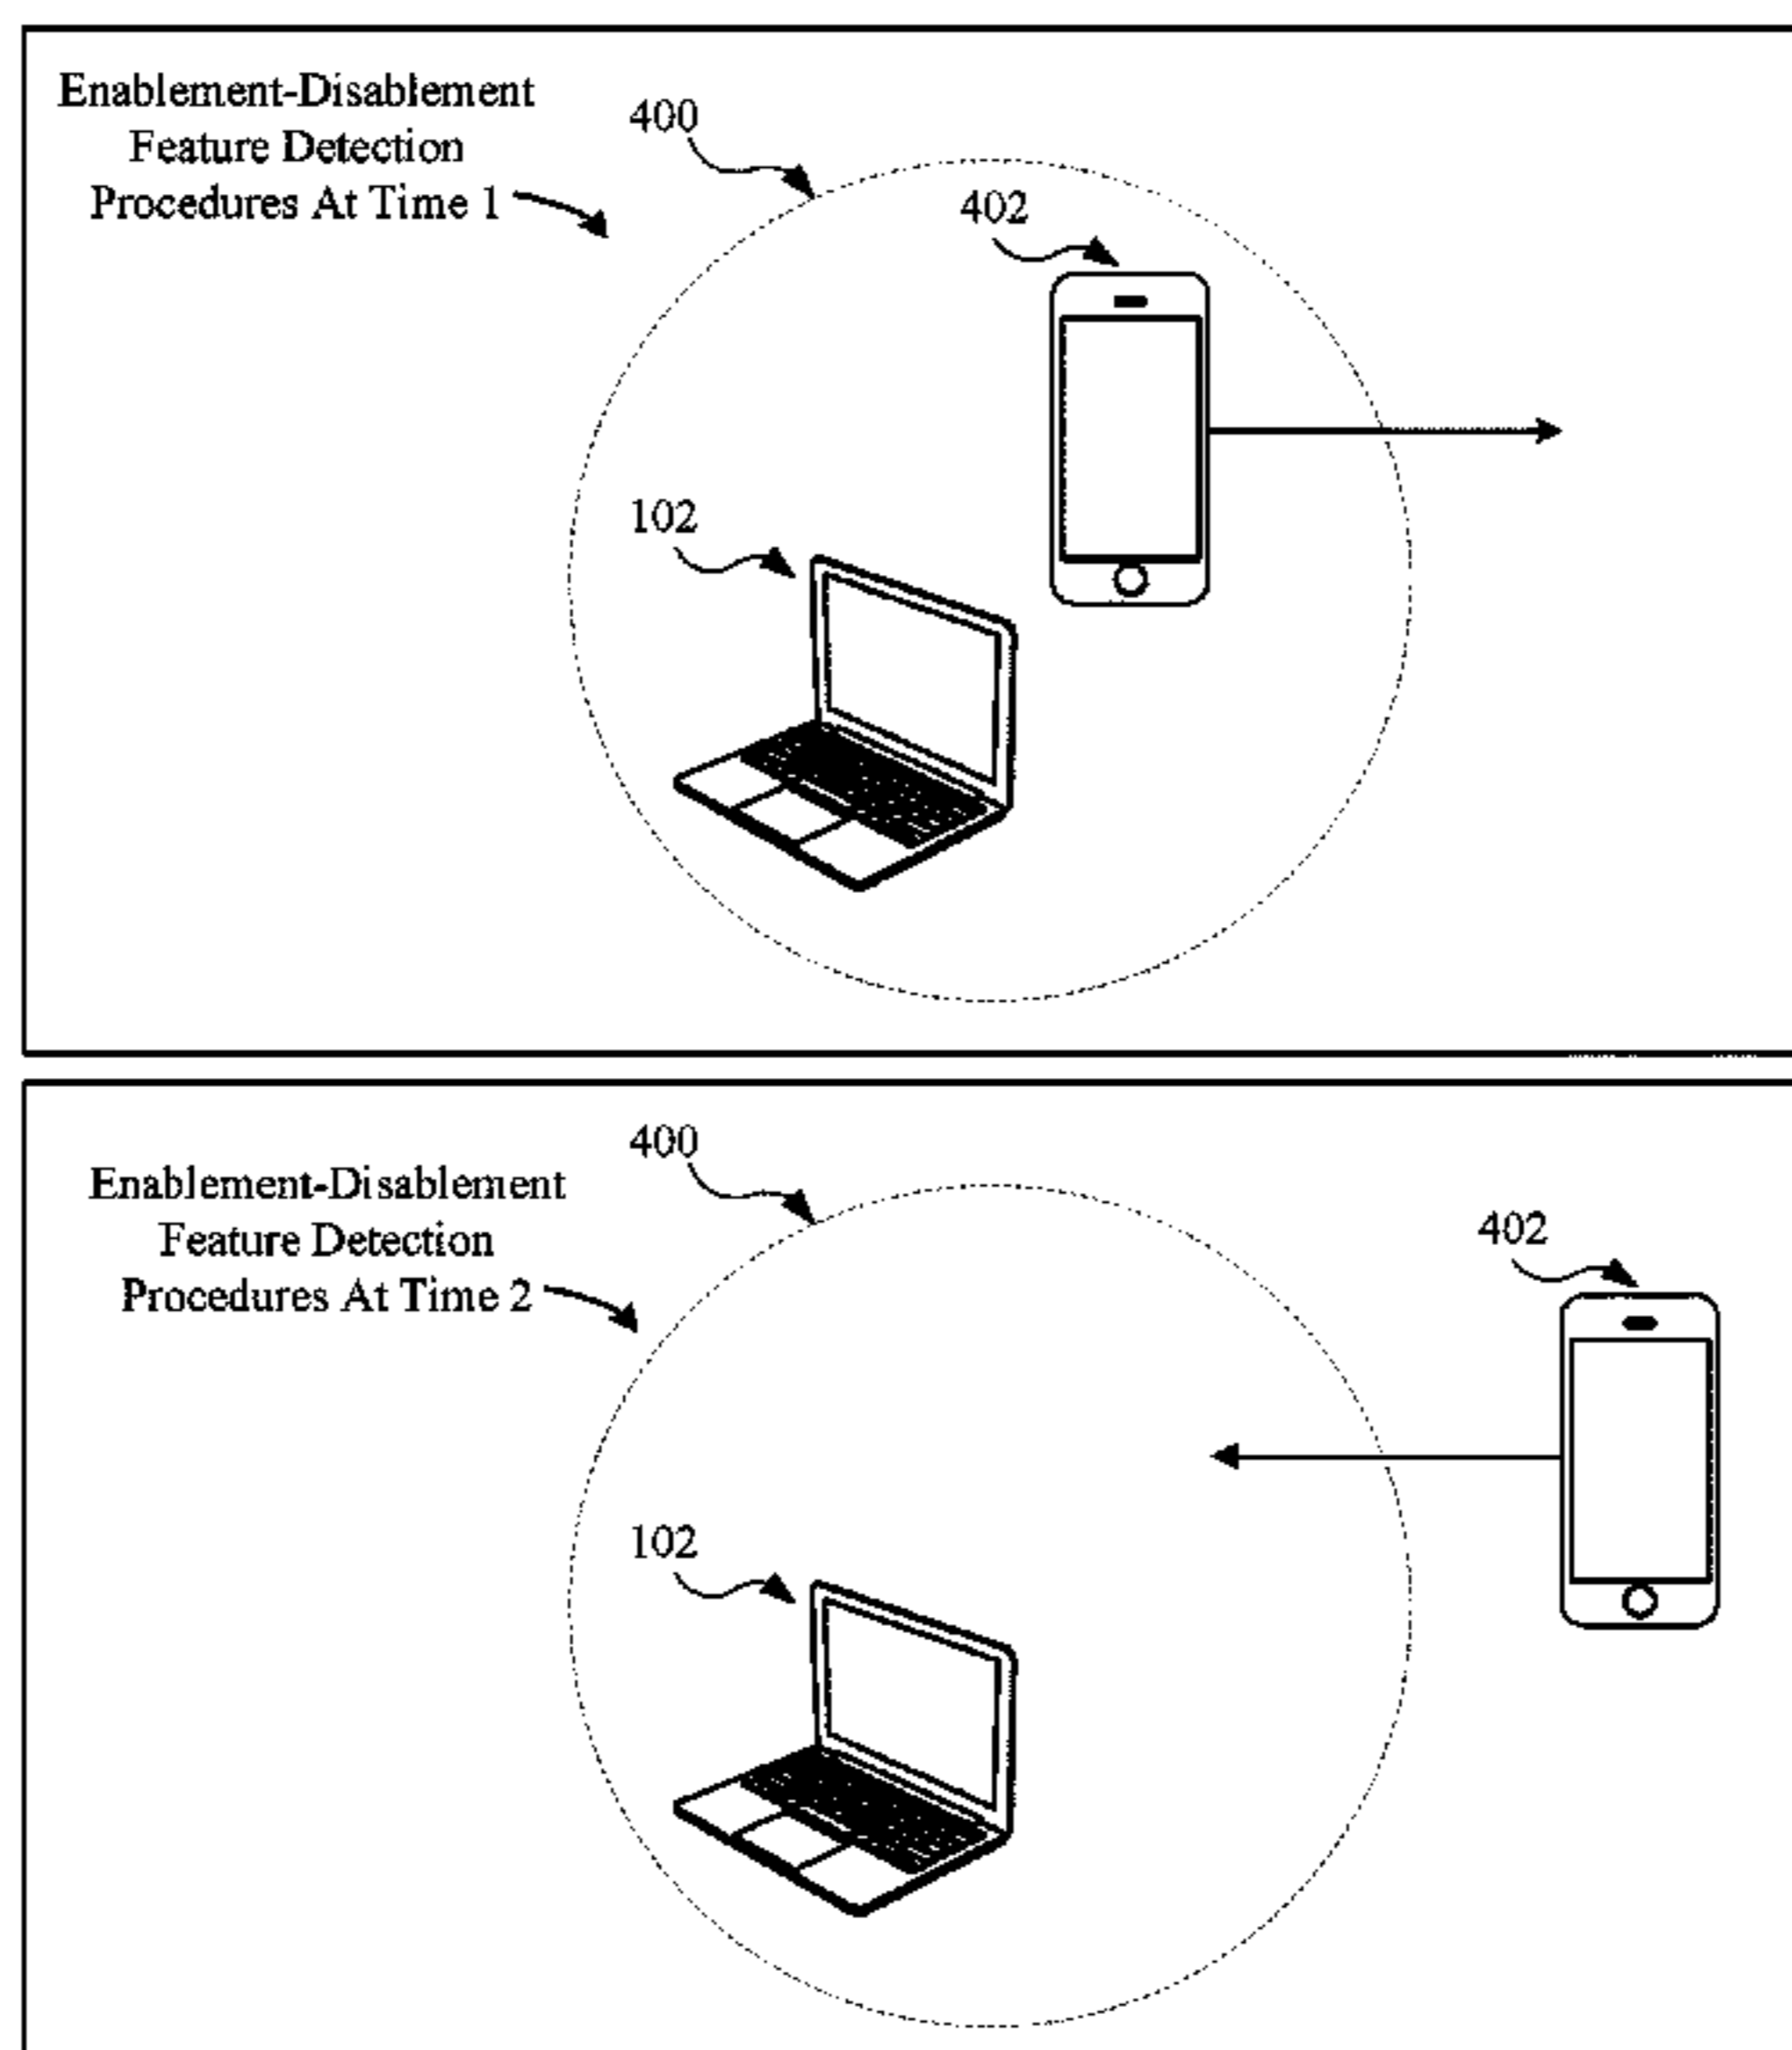 Enablement-Disablement
Feature Detection
Procedures At Time 1
400
402
102
Enablement-Disablement
Feature Detection
Procedures At Time 2
400
402
102